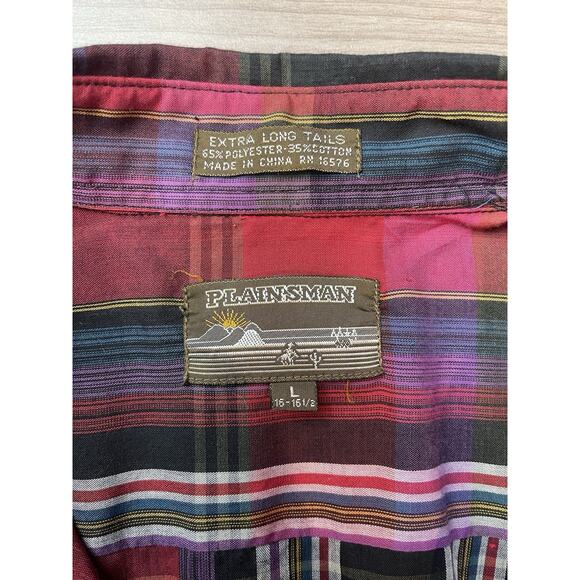 EXTRA LONG TAILS
65% POLYESTER-35% COTTON
MADE IN CHINA RN 16576
PLAINSMAN
L
16-16 1/2